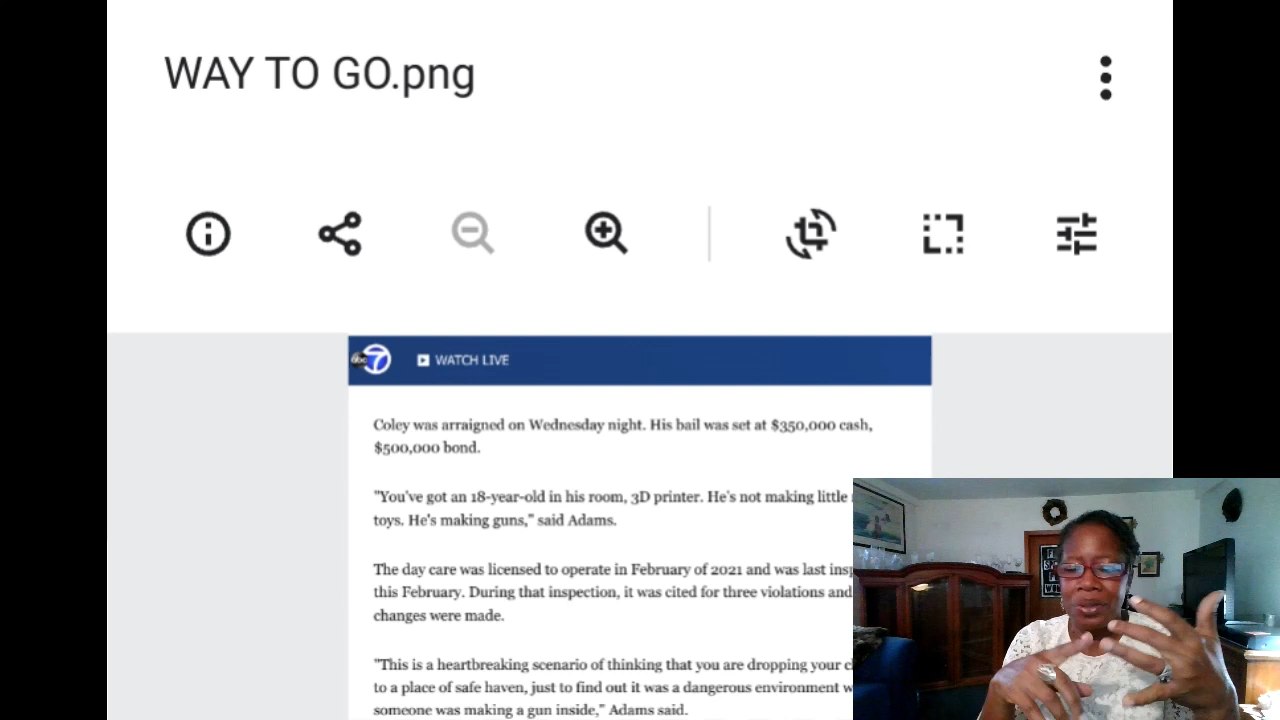 WAY TO GO.png
abc 7 WATCH LIVE
Coley was arraigned on Wednesday night. His bail was set at $350,000 cash,
$500,000 bond.
"You've got an 18-year-old in his room, 3D printer. He's not making little
toys. He's making guns," said Adams.
The day care was licensed to operate in February of 2021 and was last
this February. During that inspection, it was cited for three violations and
changes were made.
"This is a heartbreaking scenario of thinking that you are dropping your
to a place of safe haven, just to find out it was a dangerous environment
someone was making a gun inside," Adams said.